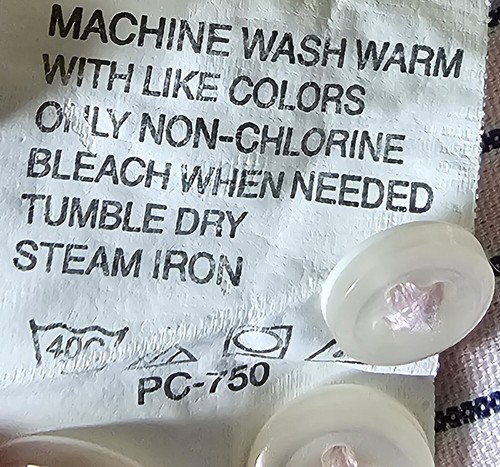 MACHINE WASH WARM
WITH LIKE COLORS
ONLY NON-CHLORINE
BLEACH WHEN NEEDED
TUMBLE DRY
STEAM IRON
40C
PC-750